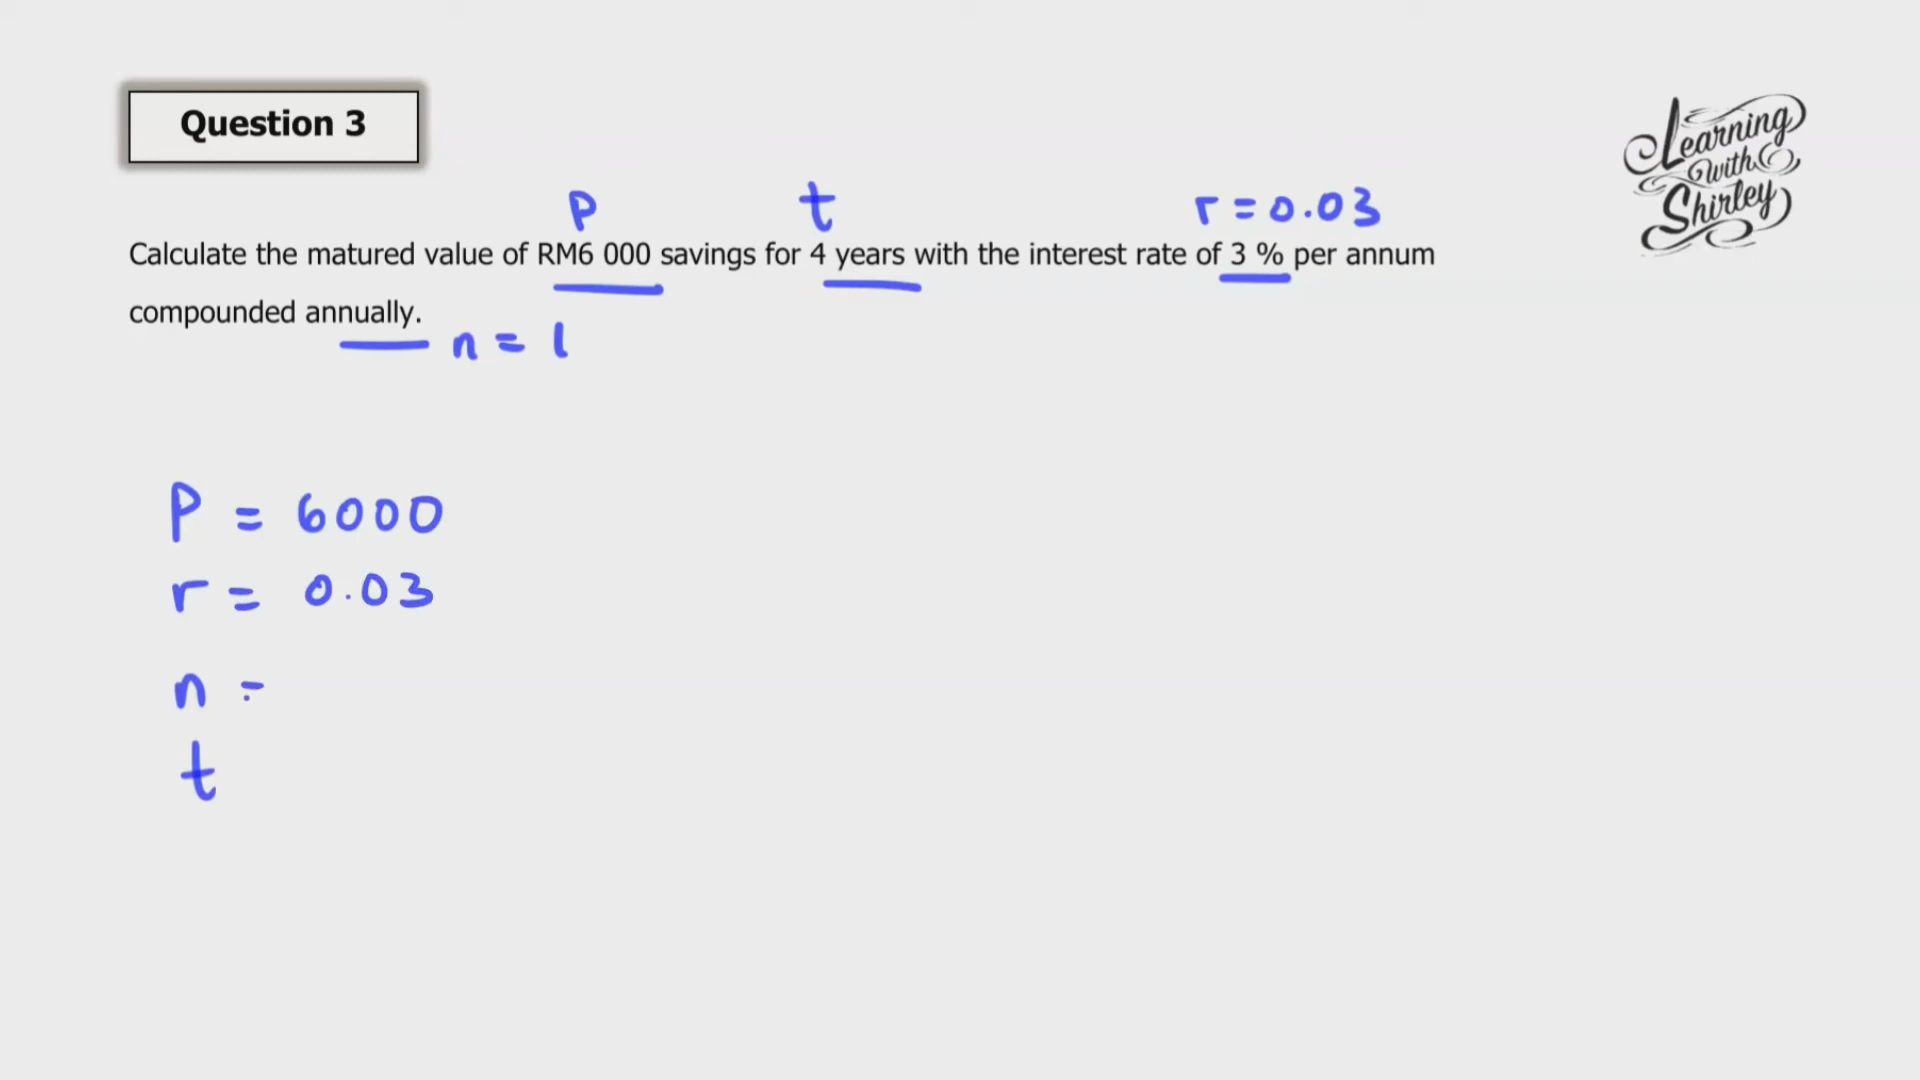 Question 3
Learning
with
Shirley
P t r = 0.03
Calculate the matured value of RM6 000 savings for 4 years with the interest rate of 3 % per annum
compounded annually.
n = 1
P = 6000
r = 0.03
n =
t